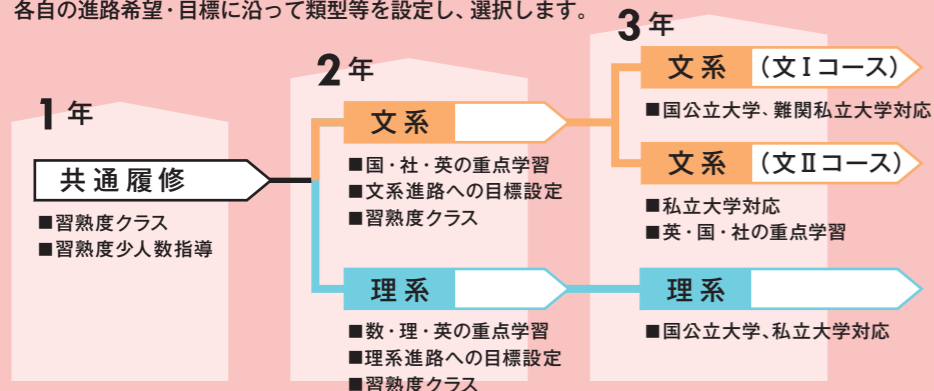 各自の進路希望・目標に沿って類型等を設定し、選択します。
1年
共通履修
■習熟度クラス
■習熟度少人数指導
2年
文系
■国・社・英の重点学習
■文系進路への目標設定
■習熟度クラス
理系
■数・理・英の重点学習
■理系進路への目標設定
■習熟度クラス
3年
文系 (文Ⅰコース)
■国公立大学、難関私立大学対応
文系 (文Ⅱコース)
■私立大学対応
■英・国・社の重点学習
理系
■国公立大学、私立大学対応